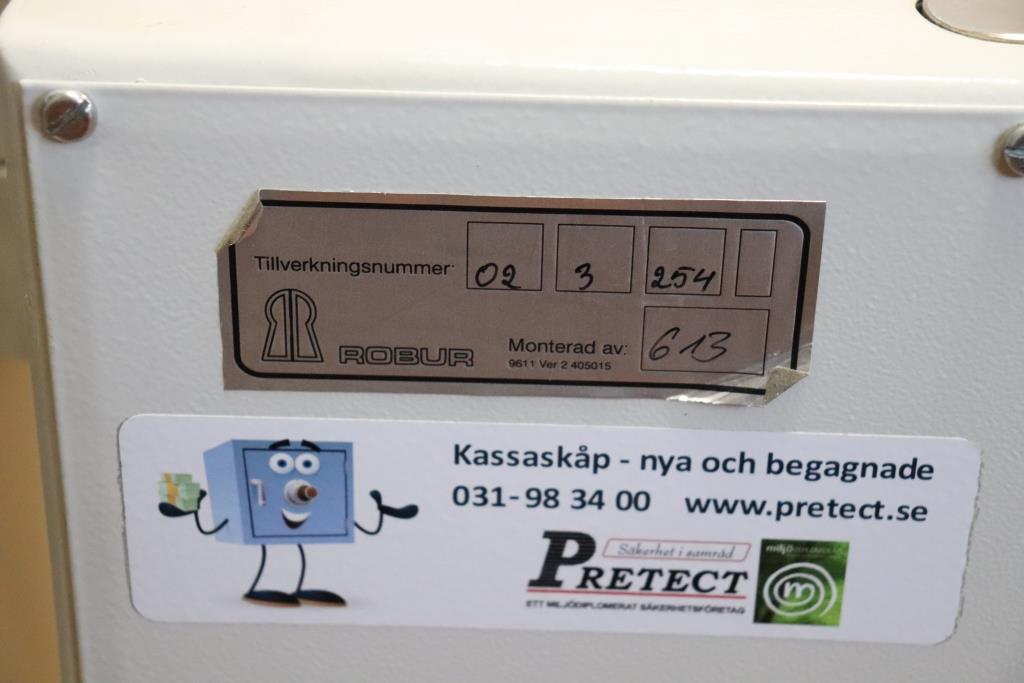 Tillverkningsnummer: 02 3 254
ROBUR Monterad av: 613
9611 Ver 2 405015
Kassaskåp - nya och begagnade
031-98 34 00 www.pretect.se
Säkerhet i samråd
PRETECT
ETT MILJÖDIPLOMERAT SÄKERHETSFÖRETAG
miljö
m